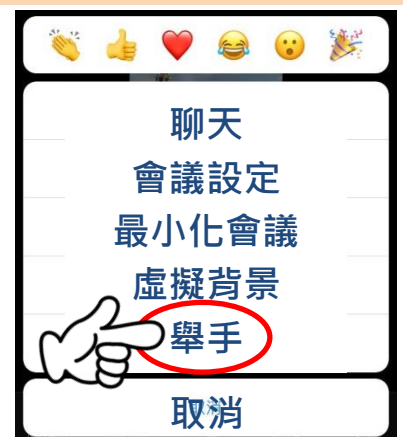 聊天
會議設定
最小化會議
虛擬背景
舉手
取消